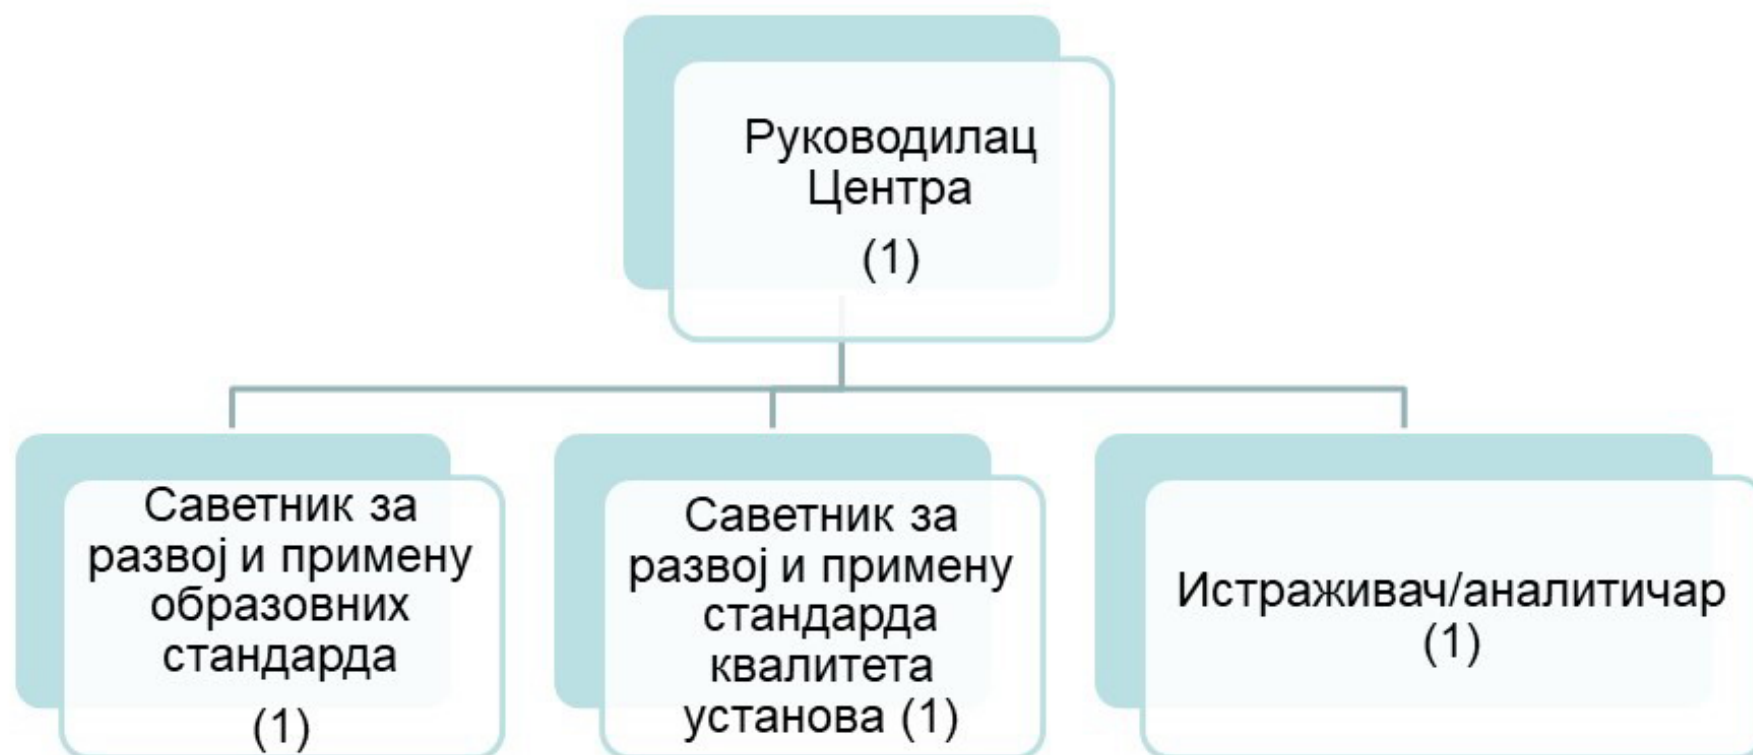 Руководилац
Центра
(1)
Саветник за
развој и примену
образовних
стандарда
(1)
Саветник за
развој и примену
стандарда
квалитета
установа (1)
Истраживач/аналитичар
(1)